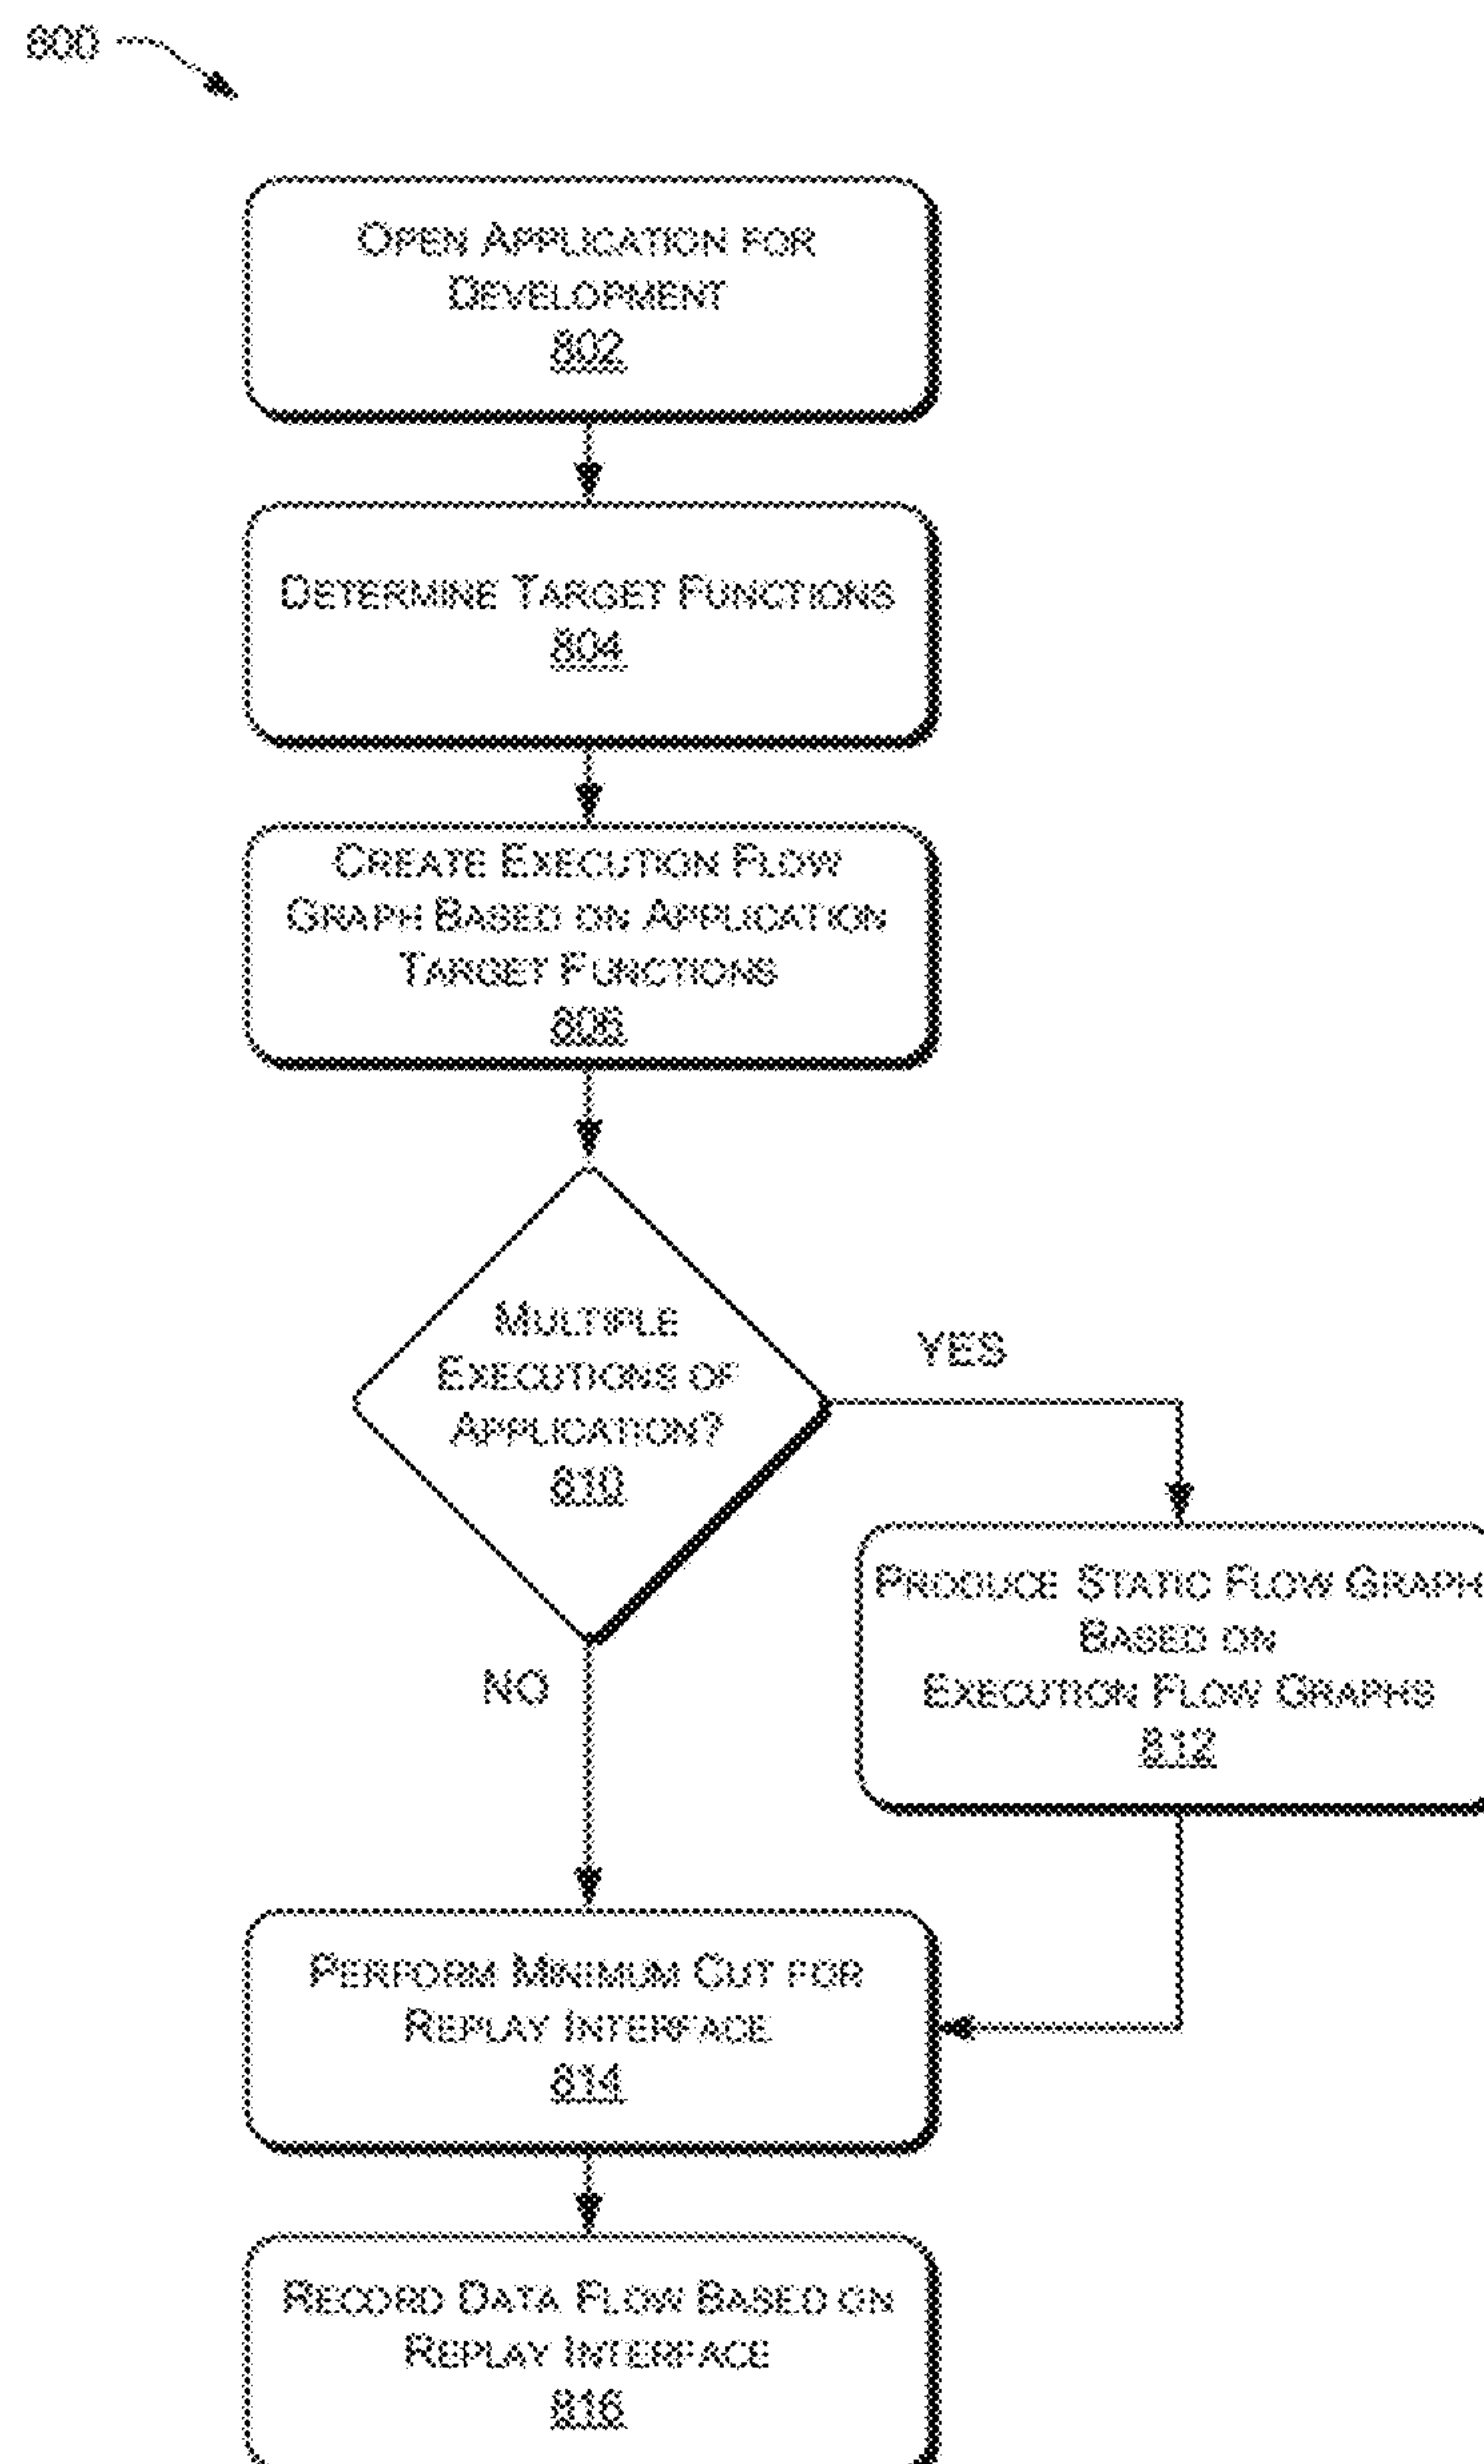 800
OPEN APPLICATION FOR
DEVELOPMENT
802
DETERMINE TARGET FUNCTIONS
804
CREATE EXECUTION FLOW
GRAPH BASED ON APPLICATION
TARGET FUNCTIONS
MULTIPLE
EXECUTIONS OF
APPLICATION?
810
YES
PRODUCE STATIC FLOW GRAPH
BASED ON
EXECUTION FLOW GRAPHS
812
NO
PERFORM MINIMUM CUT FOR
REPLAY INTERFACE
814
RECORD DATA FLOW BASED ON
REPLAY INTERFACE
816